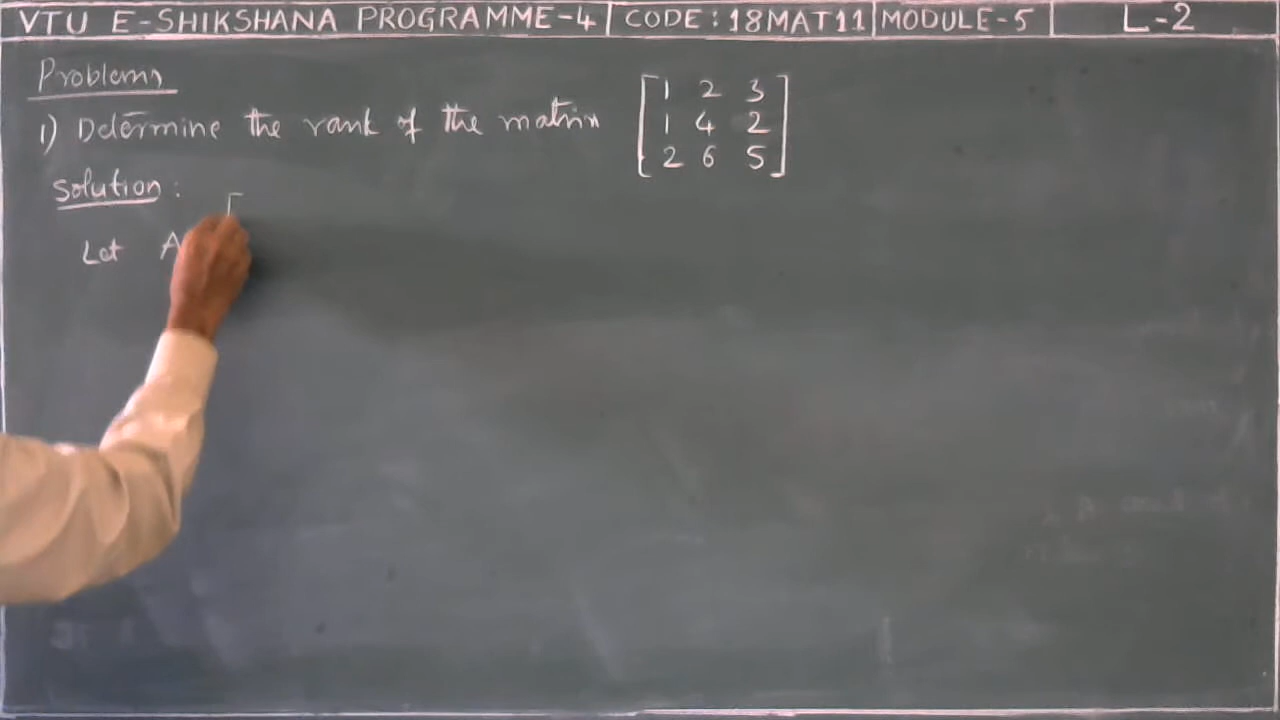 VTU E-SHIKSHANA PROGRAMME-4 | CODE: 18MAT11 | MODULE-5 | L-2
Problems
1) Determine the rank of the matrix [1 2 3
1 4 2
2 6 5]
Solution:
Let A [